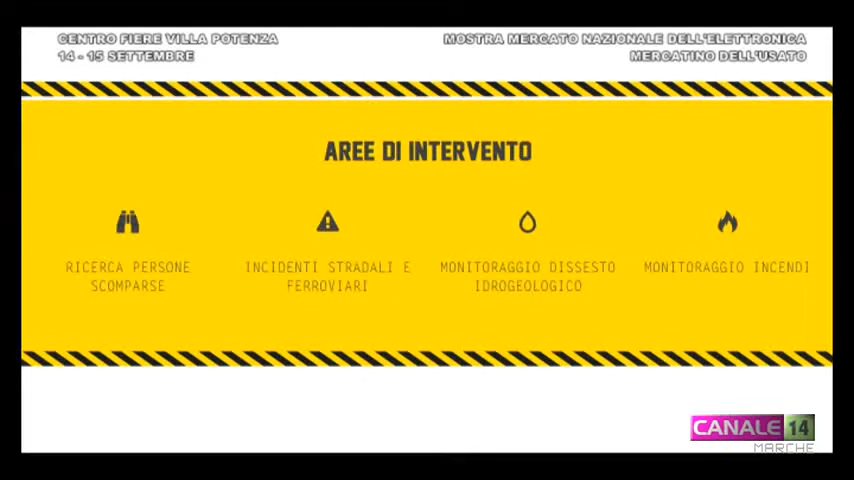 CENTRO FIERE VILLA POTENZA
14 - 15 SETTEMBRE
MOSTRA MERCATO NAZIONALE DELL'ELETTRONICA
MERCATINO DELL'USATO
AREE DI INTERVENTO
RICERCA PERSONE
SCOMPARSE
INCIDENTI STRADALI E
FERROVIARI
MONITORAGGIO DISSESTO
IDROGEOLOGICO
MONITORAGGIO INCENDI
CANALE 14
MARCHE